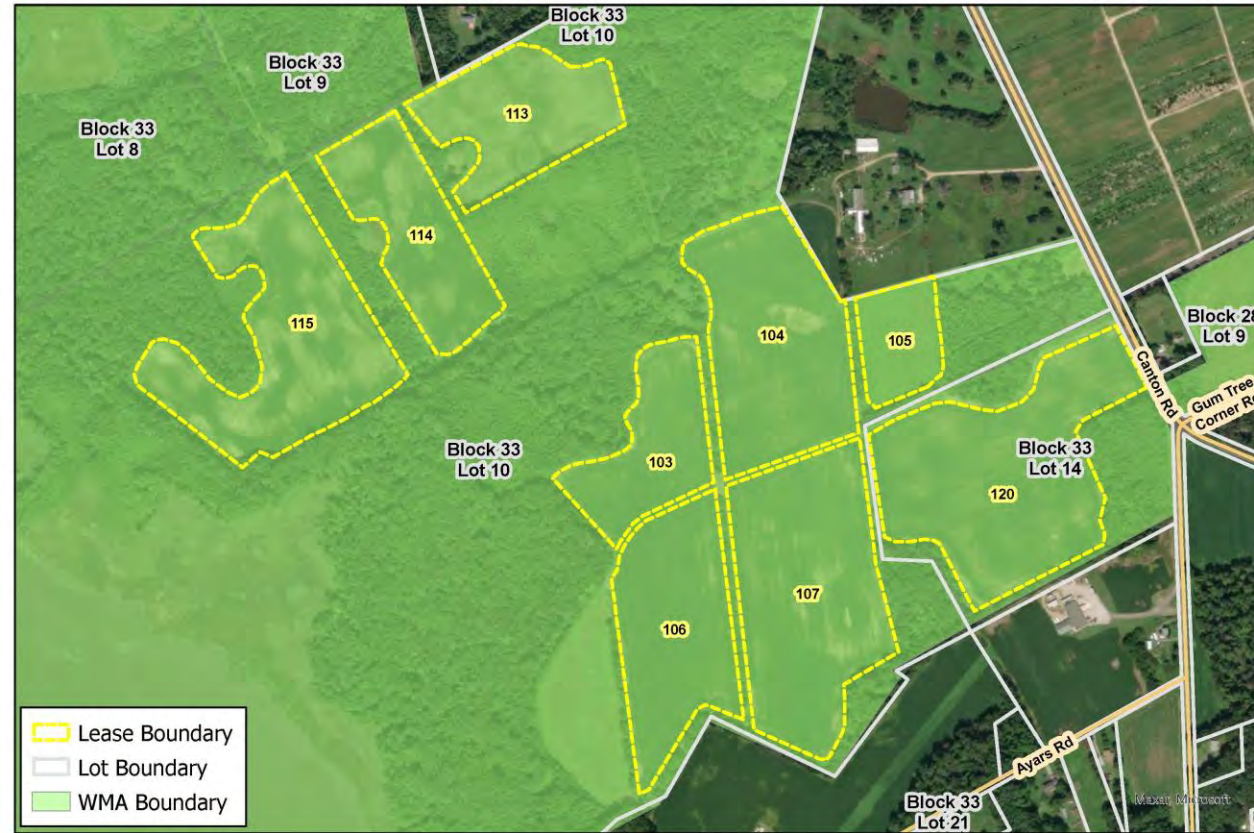 Block 33
Lot 10
Block 33
Lot 9
Block 33
Lot 8
113
114
115
104
105
103
120
106
107
Block 33
Lot 10
Block 33
Lot 14
Block 28
Lot 9
Canton Rd
Gum Tree
Corner Rd
Ayars Rd
Block 33
Lot 21
Lease Boundary
Lot Boundary
WMA Boundary
Maxar, Microsoft